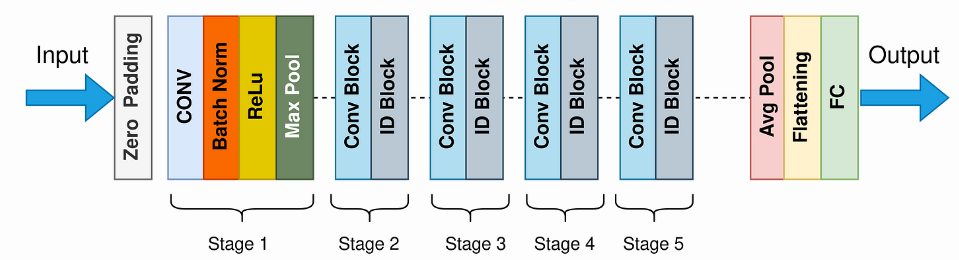 Input
Zero Padding
CONV
Batch Norm
ReLu
Max Pool
Conv Block
ID Block
Conv Block
ID Block
Conv Block
ID Block
Conv Block
ID Block
Avg Pool
Flattening
FC
Output
Stage 1
Stage 2
Stage 3
Stage 4
Stage 5